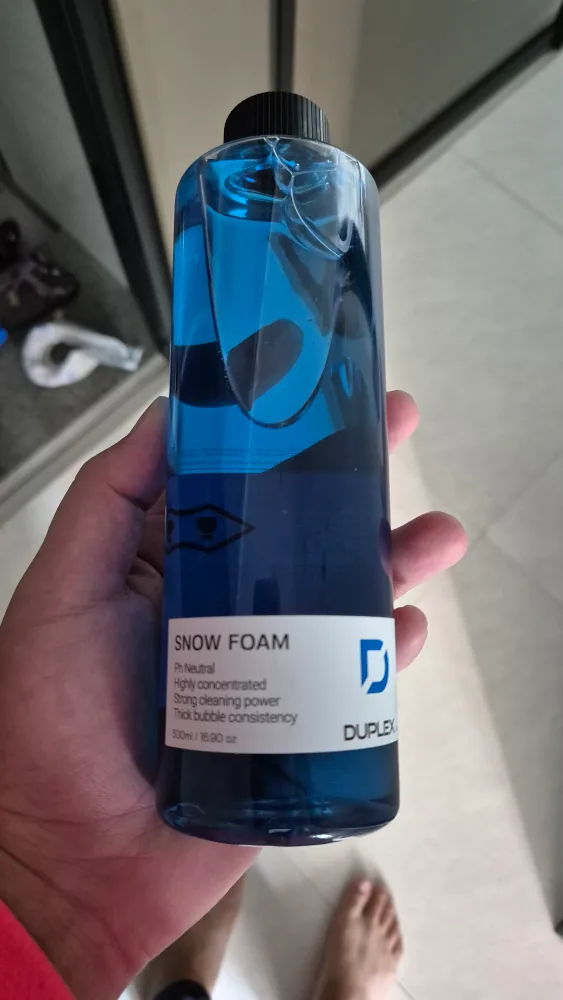 SNOW FOAM
Ph Neutral
Highly concentrated
Strong cleaning power
Thick bubble consistency
500ml / 16.90 oz
DUPLEX